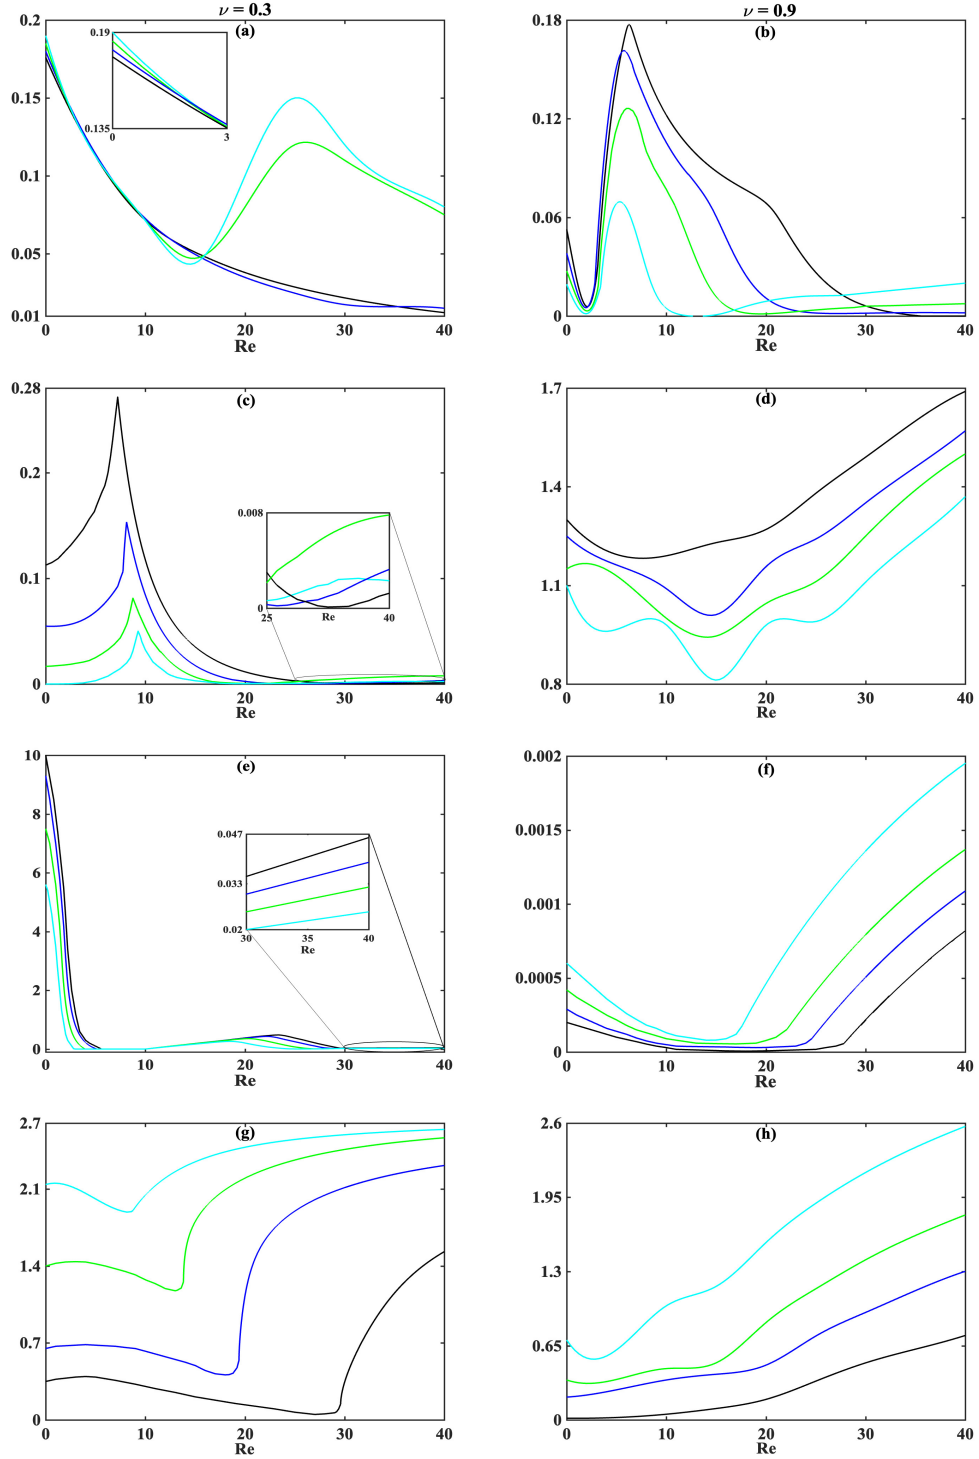 ν = 0.3
ν = 0.9
(a)
0.2
0.15
0.1
0.05
0.01
0 10 20 30 40
Re
0.19
0.135
0 3
(b)
0.18
0.12
0.06
0
0 10 20 30 40
Re
(c)
0.28
0.2
0.1
0
0 10 20 30 40
Re
0.008
0
25 Re 40
(d)
1.7
1.4
1.1
0.8
0 10 20 30 40
Re
(e)
10
8
6
4
2
0
0 10 20 30 40
Re
0.047
0.033
0.02
30 35 40
Re
(f)
0.002
0.0015
0.001
0.0005
0
0 10 20 30 40
Re
(g)
2.7
2.1
1.4
0.7
0
0 10 20 30 40
Re
(h)
2.6
1.95
1.3
0.65
0
0 10 20 30 40
Re